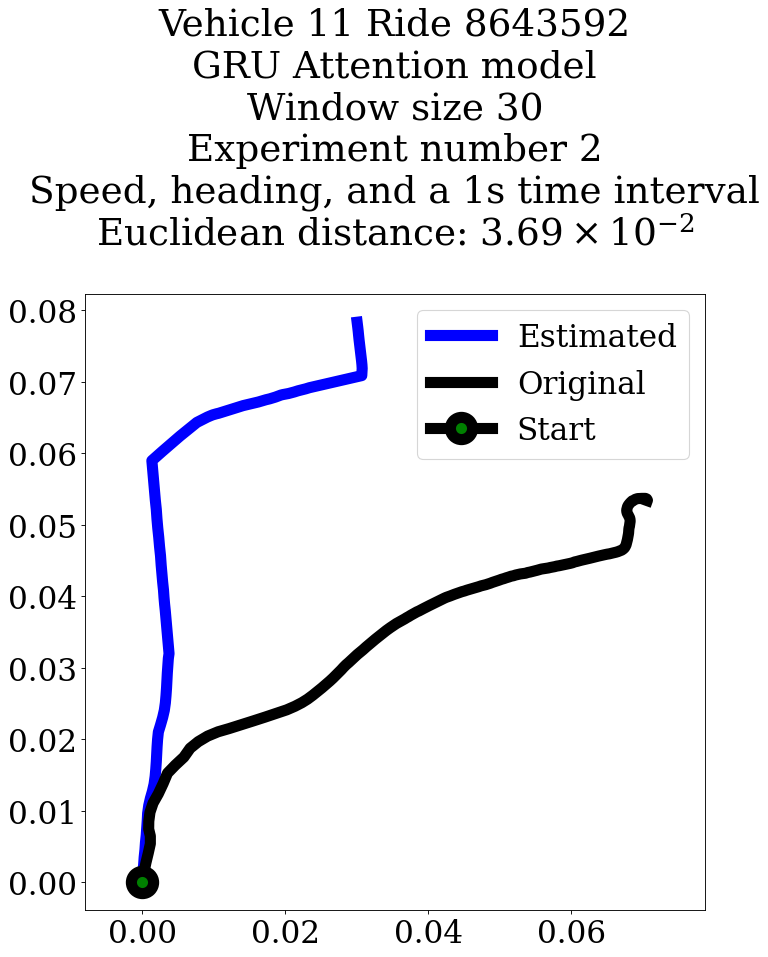 Vehicle 11 Ride 8643592
GRU Attention model
Window size 30
Experiment number 2
Speed, heading, and a 1s time interval
Euclidean distance: 3.69 × 10⁻²
0.08
0.07
0.06
0.05
0.04
0.03
0.02
0.01
0.00
Estimated
Original
Start
0.00 0.02 0.04 0.06